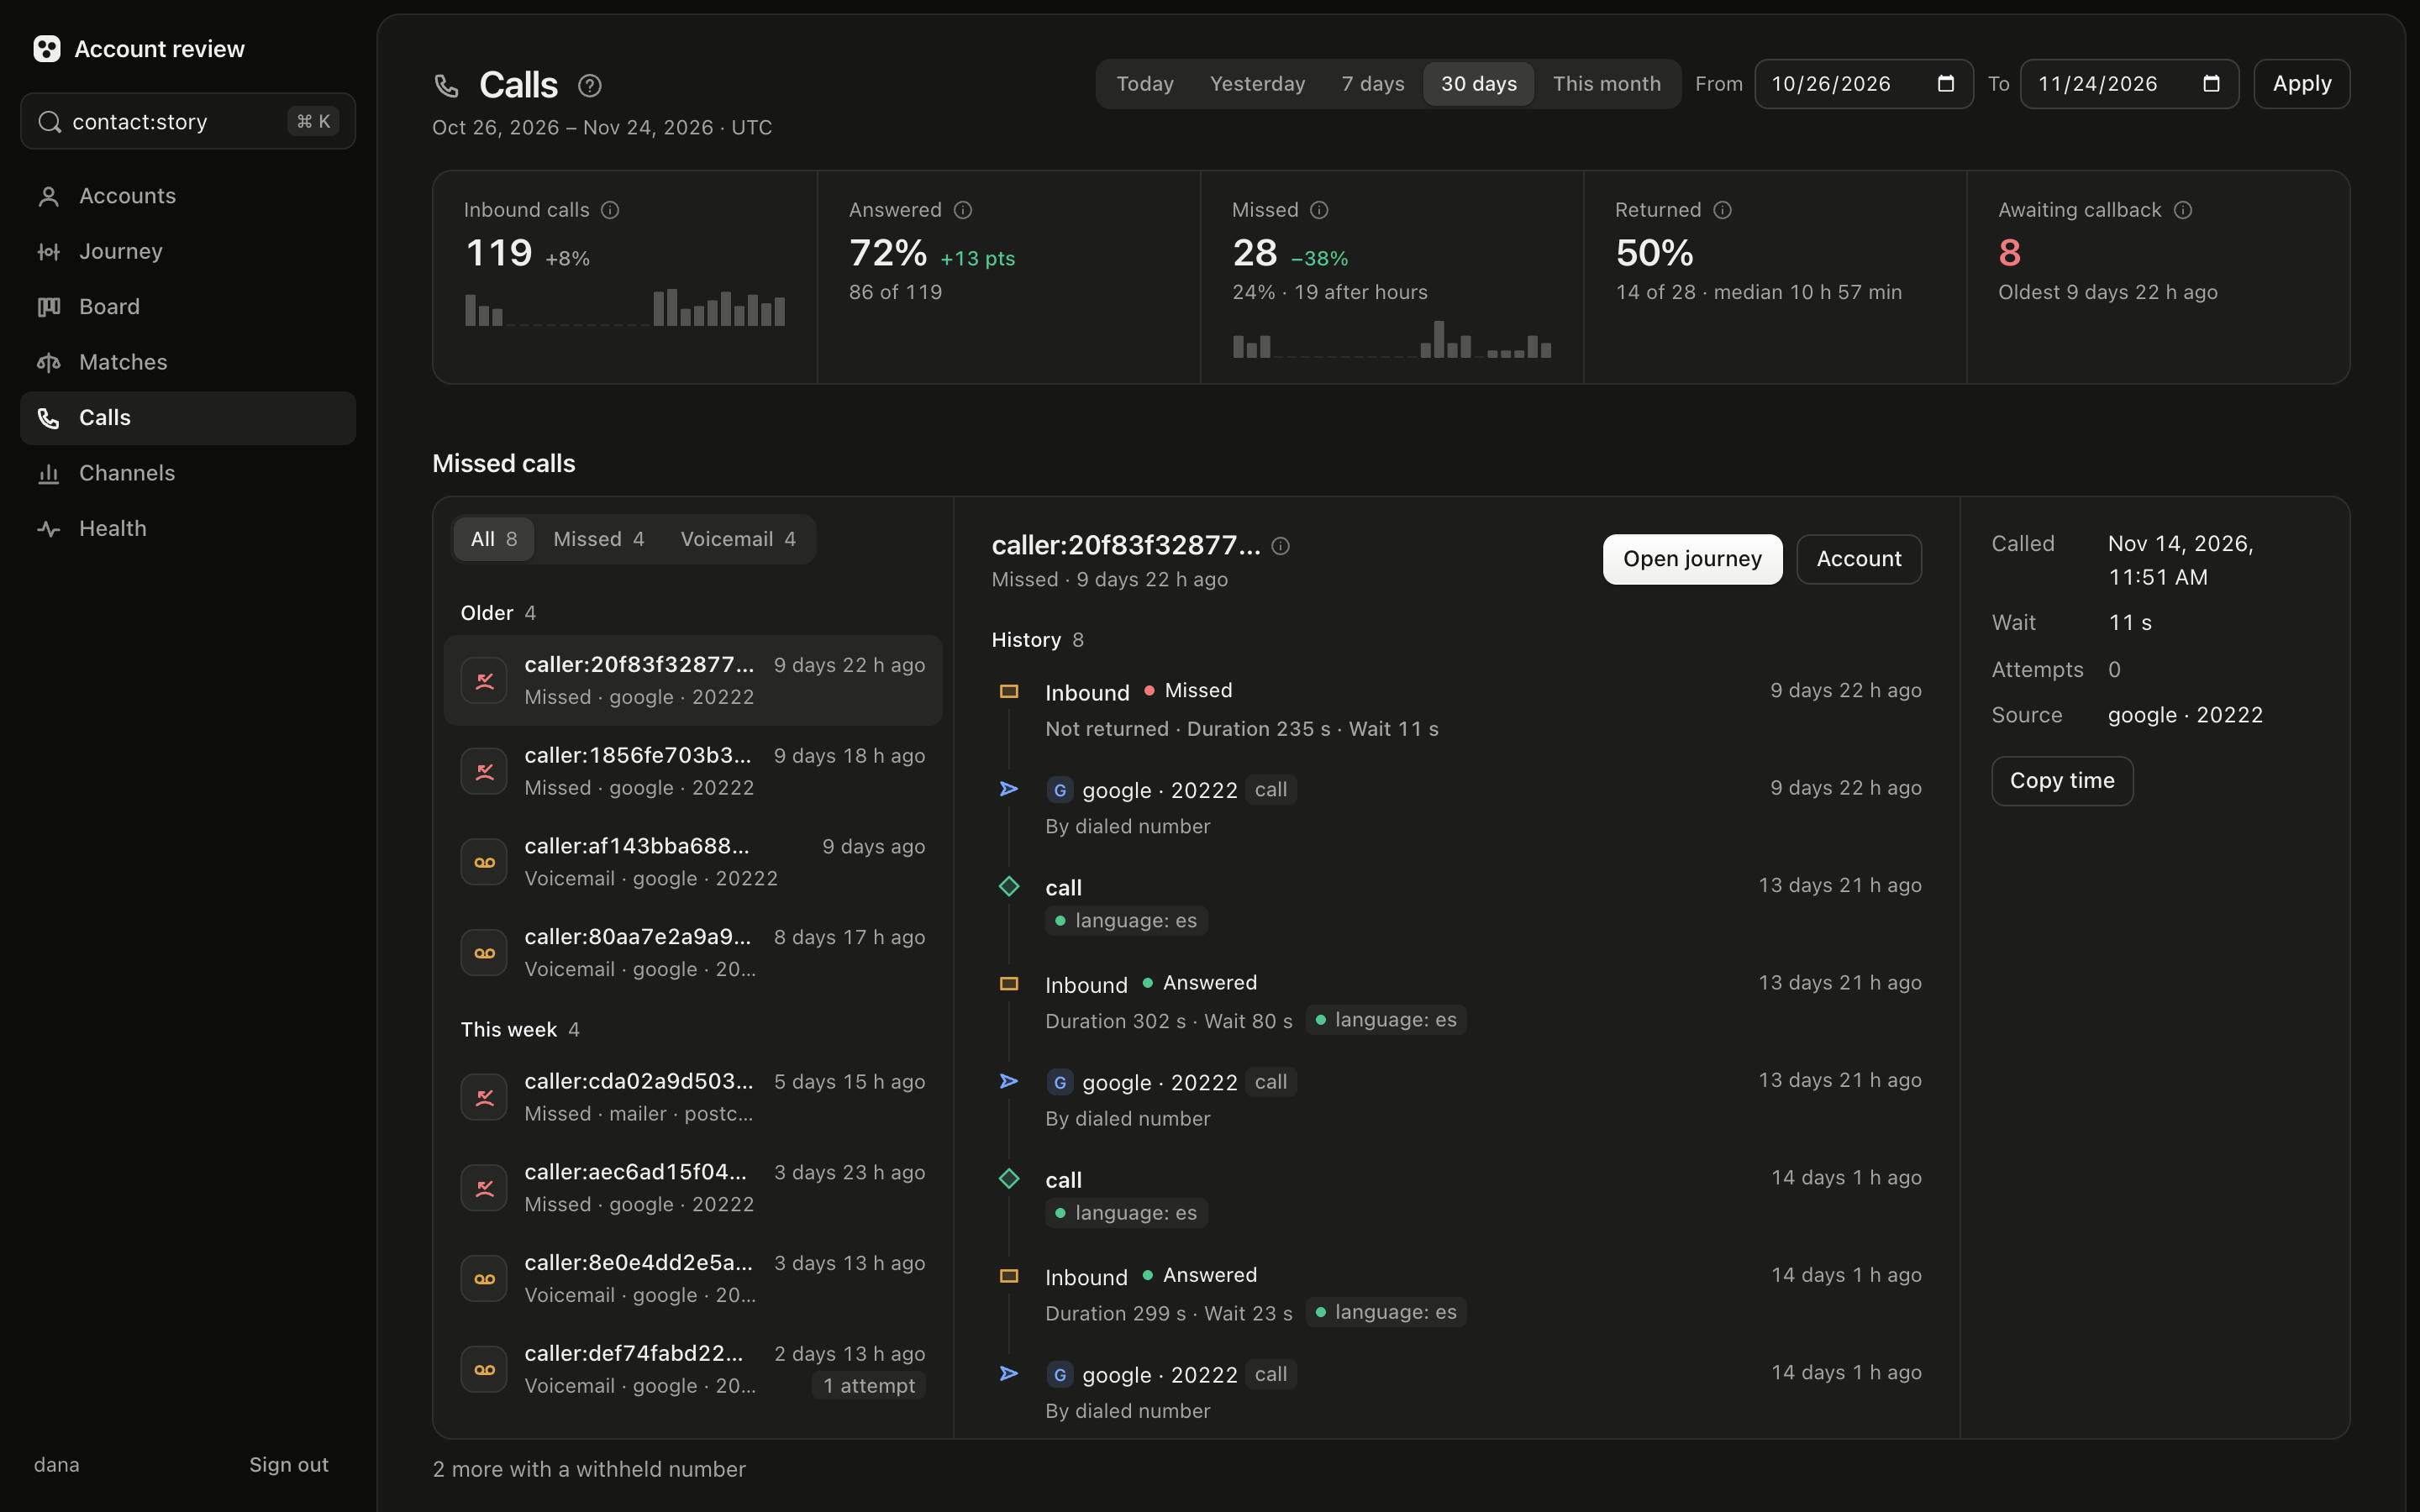 Account review
contact:story
⌘ K
Accounts
Journey
Board
Matches
Calls
Channels
Health
dana
Sign out
Calls
Oct 26, 2026 – Nov 24, 2026 · UTC
Today Yesterday 7 days 30 days This month From 10/26/2026 To 11/24/2026 Apply
Inbound calls
119 +8%
Answered
72% +13 pts
86 of 119
Missed
28 −38%
24% · 19 after hours
Returned
50%
14 of 28 · median 10 h 57 min
Awaiting callback
8
Oldest 9 days 22 h ago
Missed calls
All 8 Missed 4 Voicemail 4
Older 4
caller:20f83f32877... 9 days 22 h ago
Missed · google · 20222
caller:1856fe703b3... 9 days 18 h ago
Missed · google · 20222
caller:af143bba688... 9 days ago
Voicemail · google · 20222
caller:80aa7e2a9a9... 8 days 17 h ago
Voicemail · google · 20...
This week 4
caller:cda02a9d503... 5 days 15 h ago
Missed · mailer · postc...
caller:aec6ad15f04... 3 days 23 h ago
Missed · google · 20222
caller:8e0e4dd2e5a... 3 days 13 h ago
Voicemail · google · 20...
caller:def74fabd22... 2 days 13 h ago
Voicemail · google · 20... 1 attempt
caller:20f83f32877...
Missed · 9 days 22 h ago
Open journey
Account
History 8
Inbound Missed 9 days 22 h ago
Not returned · Duration 235 s · Wait 11 s
G google · 20222 call 9 days 22 h ago
By dialed number
call 13 days 21 h ago
language: es
Inbound Answered 13 days 21 h ago
Duration 302 s · Wait 80 s language: es
G google · 20222 call 13 days 21 h ago
By dialed number
call 14 days 1 h ago
language: es
Inbound Answered 14 days 1 h ago
Duration 299 s · Wait 23 s language: es
G google · 20222 call 14 days 1 h ago
By dialed number
Called Nov 14, 2026,
11:51 AM
Wait 11 s
Attempts 0
Source google · 20222
Copy time
2 more with a withheld number